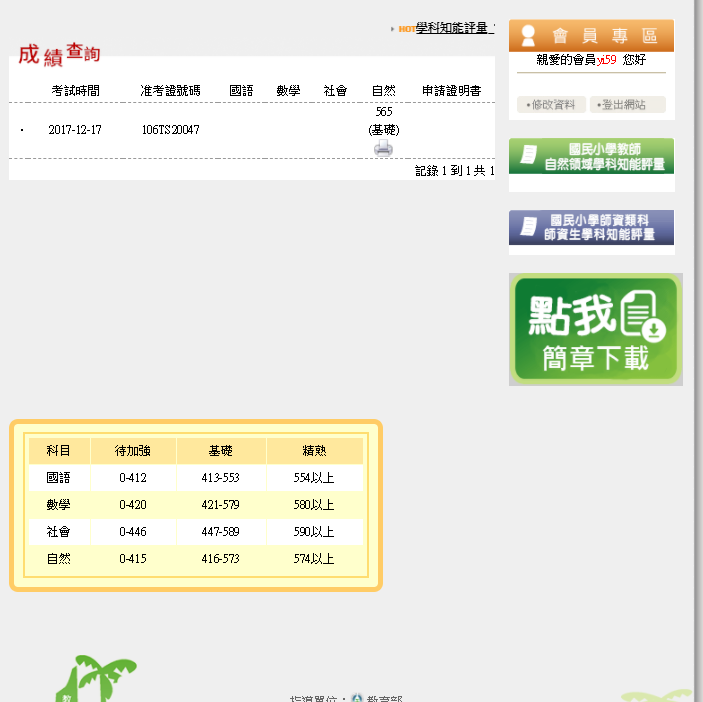 HOT學科知能評量
成績查詢
考試時間 准考證號碼 國語 數學 社會 自然 申請證明書
565
2017-12-17 106TS20047 (基礎)
記錄 1 到 1 共 1
會員專區
親愛的會員yi59 您好
•修改資料 •登出網站
國民小學教師
自然領域學科知能評量
國民小學師資類科
師資生學科知能評量
點我
簡章下載
科目 待加強 基礎 精熟
國語 0-412 413-553 554以上
數學 0-420 421-579 580以上
社會 0-446 447-589 590以上
自然 0-415 416-573 574以上
教
指導單位：教育部